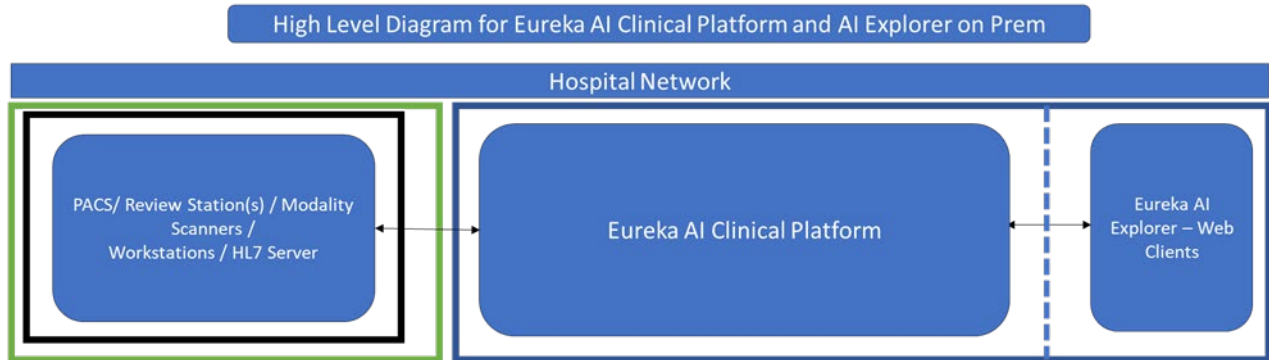 High Level Diagram for Eureka AI Clinical Platform and AI Explorer on Prem
Hospital Network
PACS/ Review Station(s) / Modality
Scanners /
Workstations / HL7 Server
Eureka AI Clinical Platform
Eureka AI
Explorer – Web
Clients